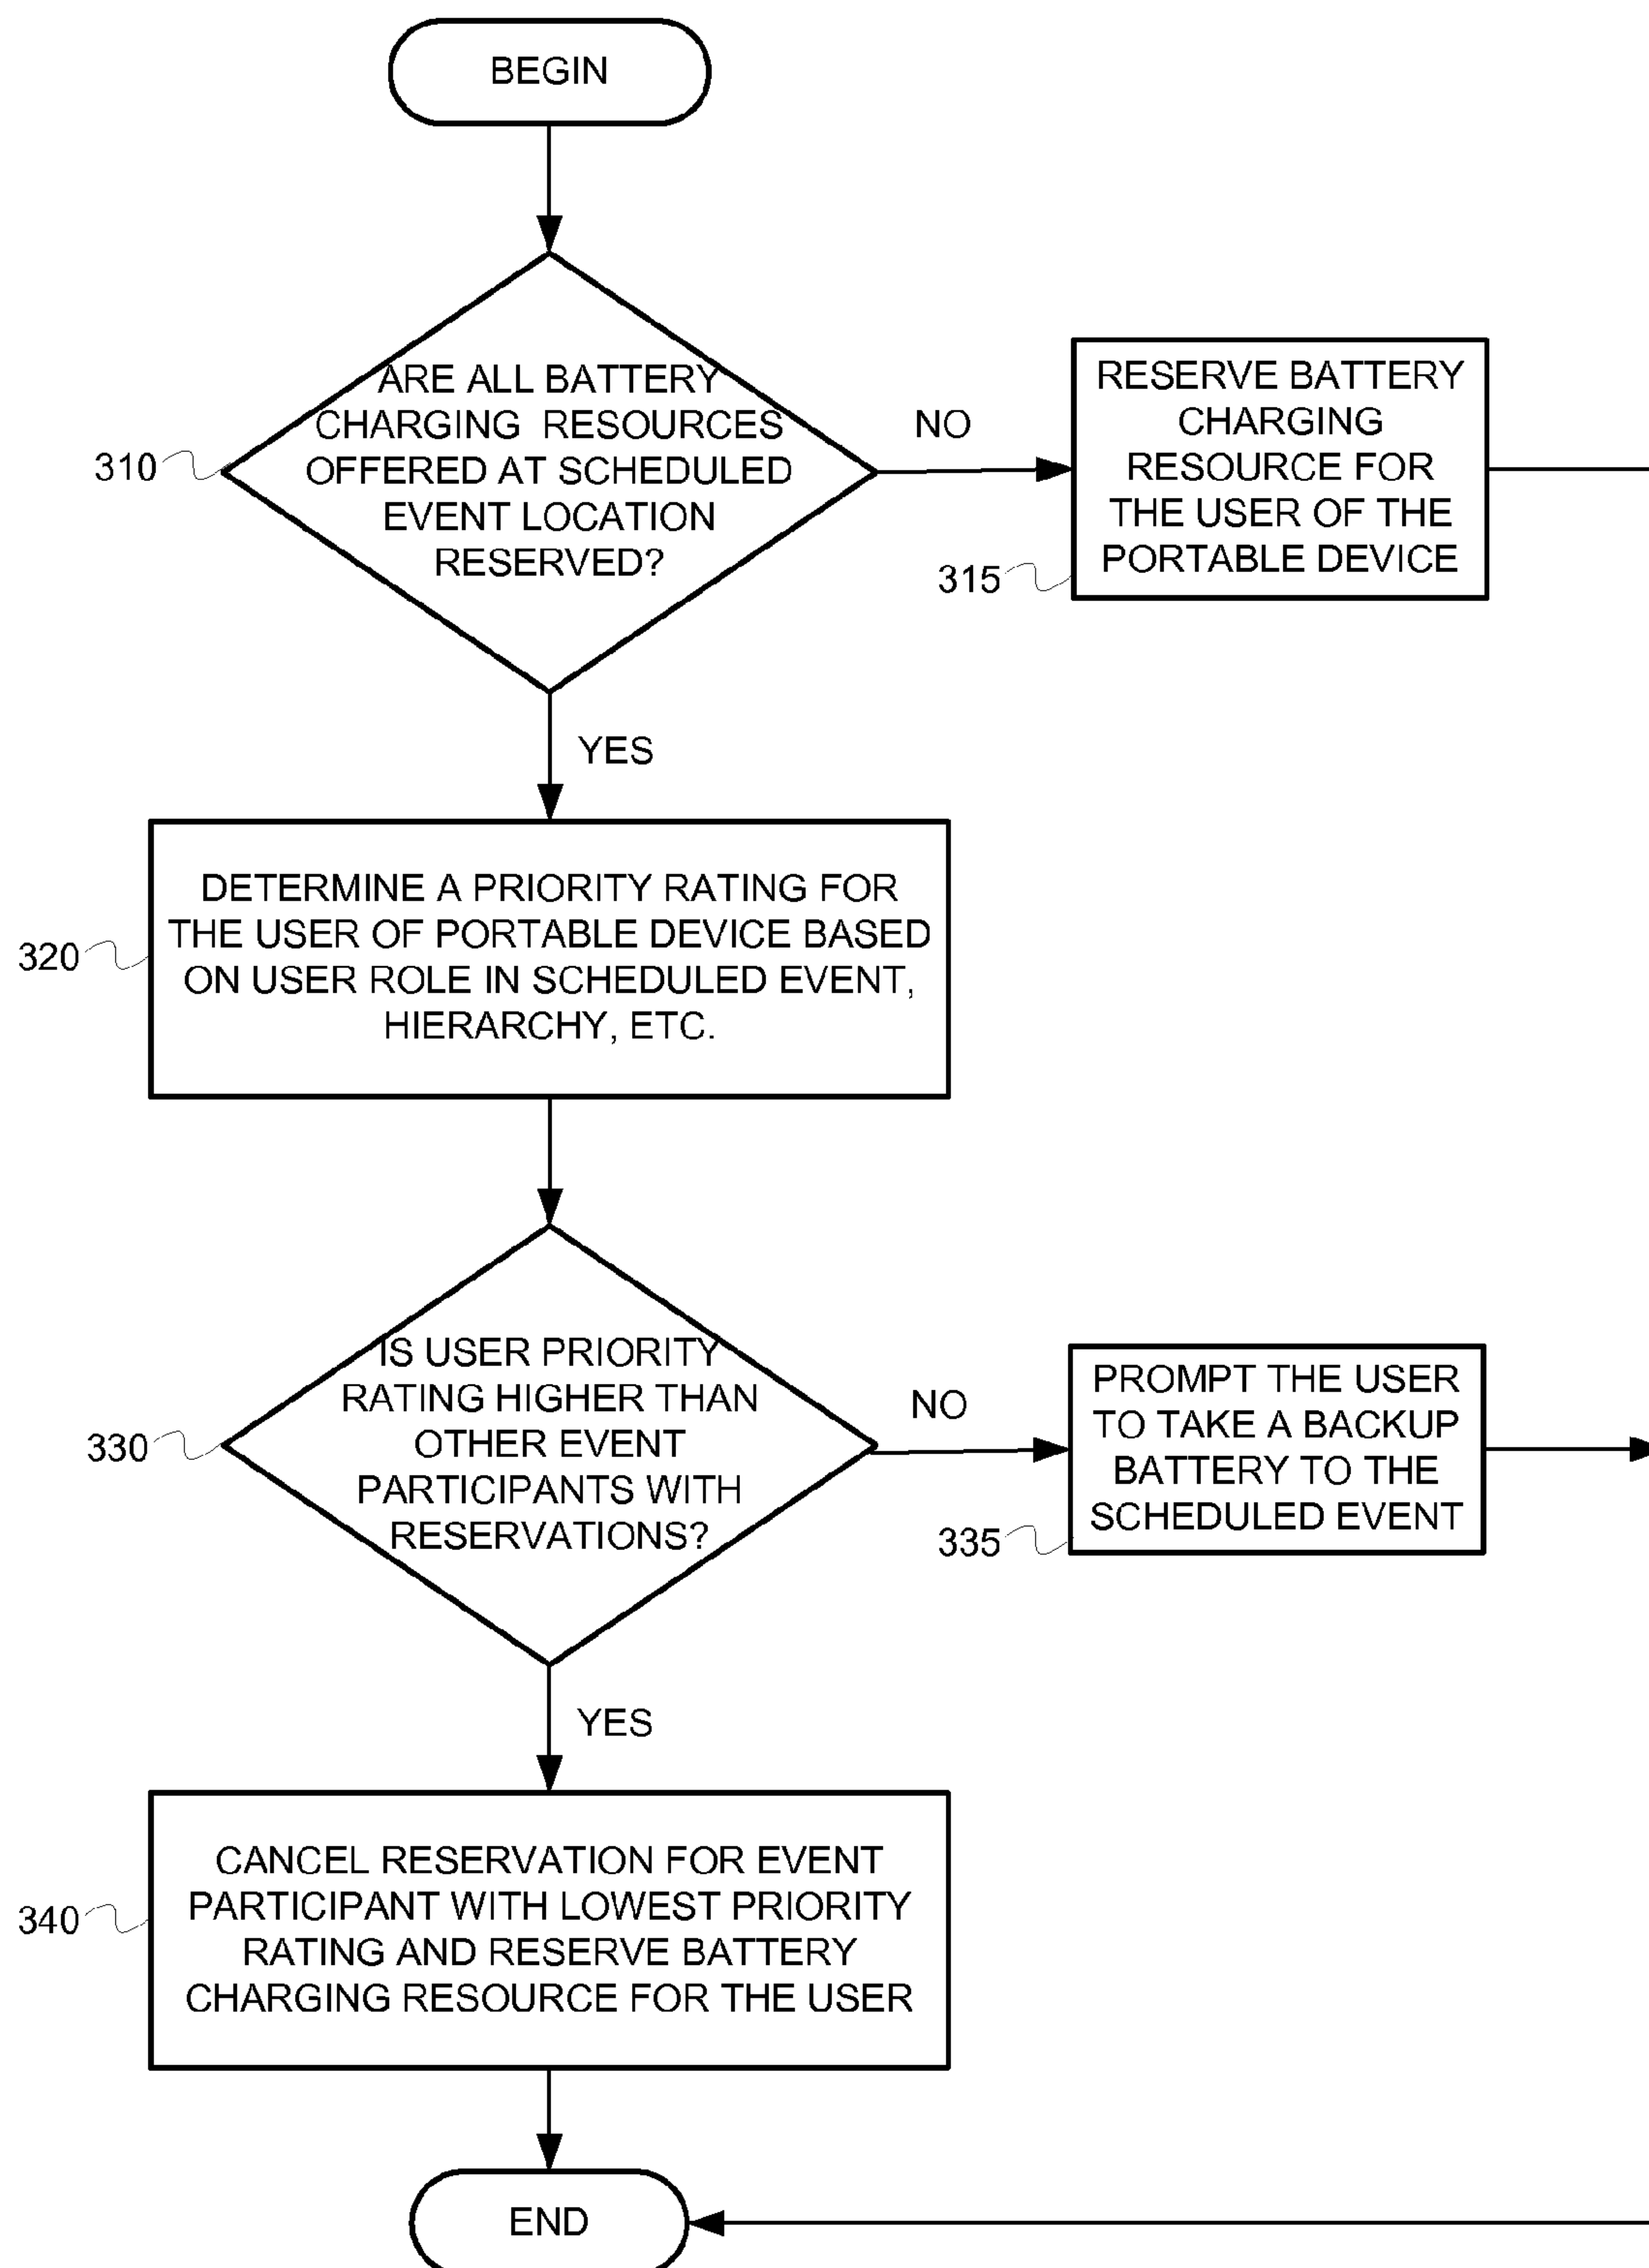 BEGIN
ARE ALL BATTERY
CHARGING RESOURCES
OFFERED AT SCHEDULED
EVENT LOCATION
RESERVED?
310
NO
RESERVE BATTERY
CHARGING
RESOURCE FOR
THE USER OF THE
PORTABLE DEVICE
315
YES
DETERMINE A PRIORITY RATING FOR
THE USER OF PORTABLE DEVICE BASED
ON USER ROLE IN SCHEDULED EVENT,
HIERARCHY, ETC.
320
IS USER PRIORITY
RATING HIGHER THAN
OTHER EVENT
PARTICIPANTS WITH
RESERVATIONS?
330
NO
PROMPT THE USER
TO TAKE A BACKUP
BATTERY TO THE
SCHEDULED EVENT
335
YES
CANCEL RESERVATION FOR EVENT
PARTICIPANT WITH LOWEST PRIORITY
RATING AND RESERVE BATTERY
CHARGING RESOURCE FOR THE USER
340
END